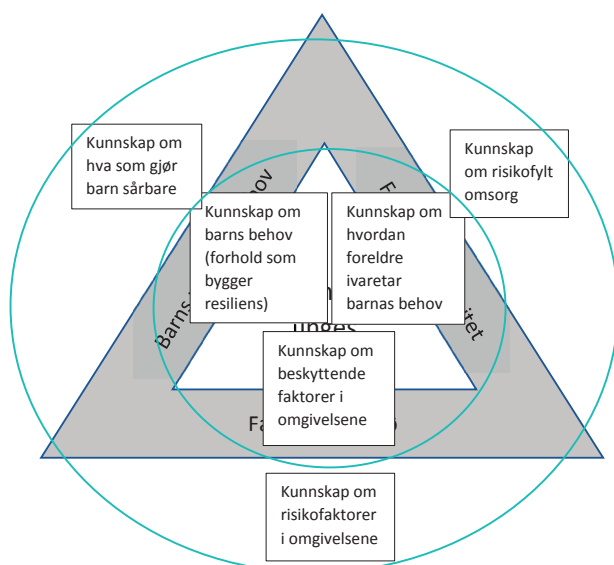 Kunnskap om
hva som gjør
barn sårbare
Kunnskap
om risikofylt
omsorg
Kunnskap om
barns behov
(forhold som
bygger
resiliens)
Kunnskap om
hvordan
foreldre
ivaretar
barnas behov
Barns
Kunnskap om
beskyttende
faktorer i
omgivelsene
Kunnskap om
risikofaktorer
i omgivelsene